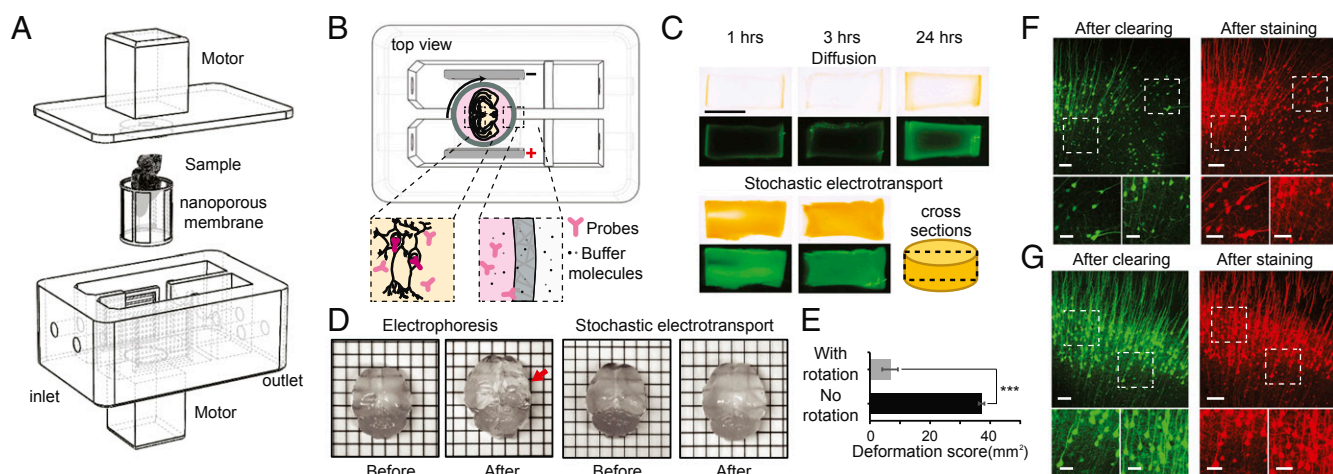 A
Motor
Sample
nanoporous
membrane
inlet
outlet
Motor
B
top view
−
+
Probes
Buffer
molecules
C
1 hrs
3 hrs
24 hrs
Diffusion
Stochastic electrotransport
cross
sections
D
Electrophoresis
Stochastic electrotransport
Before
After
Before
After
E
With
rotation
No
rotation
***
0
40
Deformation score(mm²)
F
After clearing
After staining
G
After clearing
After staining